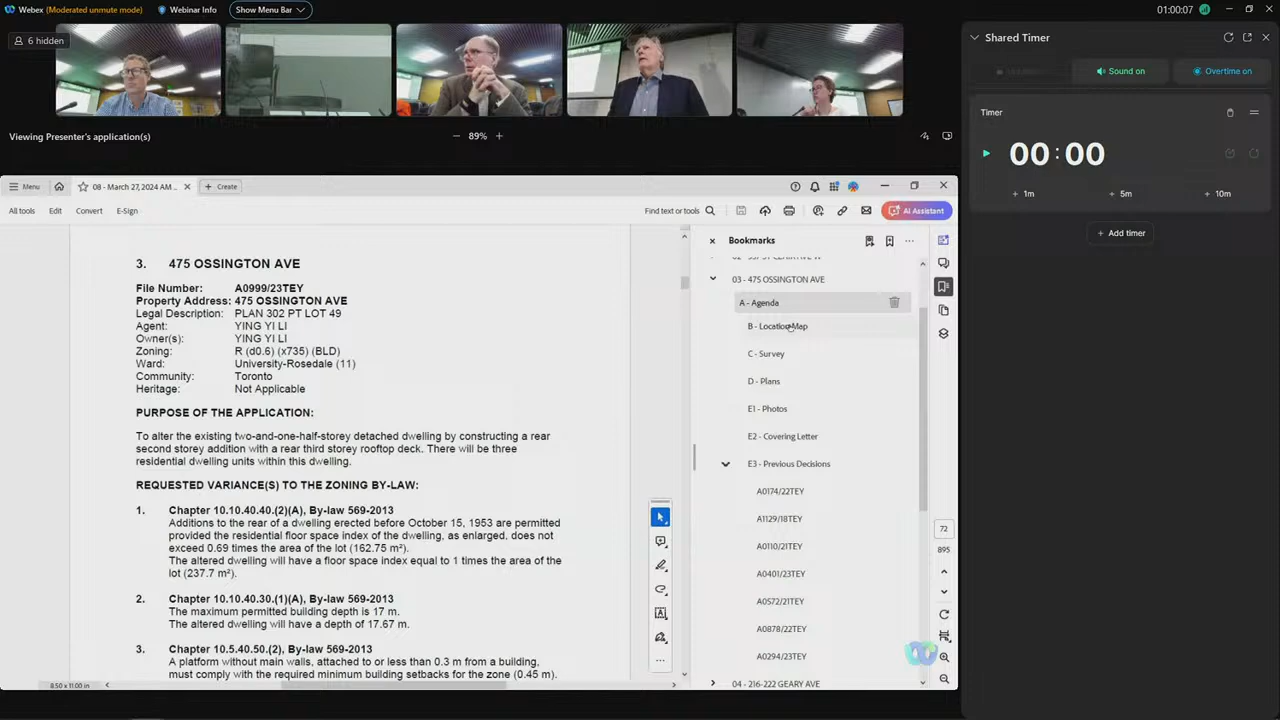 Webex (Moderated unmute mode) Webinar Info Show Menu Bar 01:00:07
6 hidden
Viewing Presenter's application(s) 89%
Menu 08 - March 27, 2024 AM ... Create
All tools Edit Convert E-Sign Find text or tools AI Assistant
3. 475 OSSINGTON AVE
File Number: A0999/23TEY
Property Address: 475 OSSINGTON AVE
Legal Description: PLAN 302 PT LOT 49
Agent: YING YI LI
Owner(s): YING YI LI
Zoning: R (d0.6) (x735) (BLD)
Ward: University-Rosedale (11)
Community: Toronto
Heritage: Not Applicable
PURPOSE OF THE APPLICATION:
To alter the existing two-and-one-half-storey detached dwelling by constructing a rear
second storey addition with a rear third storey rooftop deck. There will be three
residential dwelling units within this dwelling.
REQUESTED VARIANCE(S) TO THE ZONING BY-LAW:
1. Chapter 10.10.40.40.(2)(A), By-law 569-2013
Additions to the rear of a dwelling erected before October 15, 1953 are permitted
provided the residential floor space index of the dwelling, as enlarged, does not
exceed 0.69 times the area of the lot (162.75 m²).
The altered dwelling will have a floor space index equal to 1 times the area of the
lot (237.7 m²).
2. Chapter 10.10.40.30.(1)(A), By-law 569-2013
The maximum permitted building depth is 17 m.
The altered dwelling will have a depth of 17.67 m.
3. Chapter 10.5.40.50.(2), By-law 569-2013
A platform without main walls, attached to or less than 0.3 m from a building,
must comply with the required minimum building setbacks for the zone (0.45 m).
8.50 x 11.00 in
Bookmarks
03 - 475 OSSINGTON AVE
A - Agenda
B - Location Map
C - Survey
D - Plans
E1 - Photos
E2 - Covering Letter
E3 - Previous Decisions
A0174/22TEY
A1129/18TEY
A0110/21TEY
A0401/23TEY
A0572/21TEY
A0878/22TEY
A0294/23TEY
04 - 216-222 GEARY AVE
72
895
Shared Timer
Sound on Overtime on
Timer
00:00
+ 1m + 5m + 10m
+ Add timer